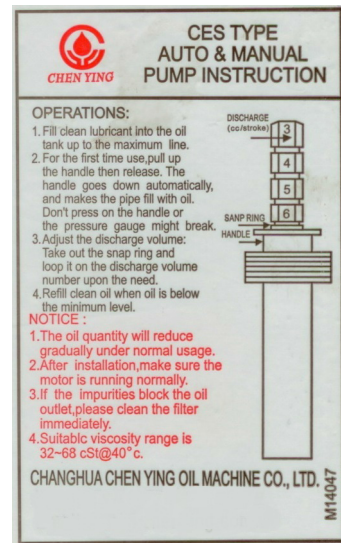 CHEN YING
CES TYPE
AUTO & MANUAL
PUMP INSTRUCTION
OPERATIONS:
1. Fill clean lubricant into the oil
tank up to the maximum line.
2. For the first time use,pull up
the handle then release. The
handle goes down automatically,
and makes the pipe fill with oil.
Don't press on the handle or
the pressure gauge might break.
3.Adjust the discharge volume:
Take out the snap ring and
loop it on the discharge volume
number upon the need.
4.Refill clean oil when oil is below
the minimum level.
DISCHARGE
(cc/stroke)
3
4
5
6
SANP RING
HANDLE
NOTICE :
1.The oil quantity will reduce
gradually under normal usage.
2.After installation,make sure the
motor is running normally.
3.If the impurities block the oil
outlet,please clean the filter
immediately.
4.Suitablc viscosity range is
32~68 cSt@40°c.
CHANGHUA CHEN YING OIL MACHINE CO., LTD.
M14047